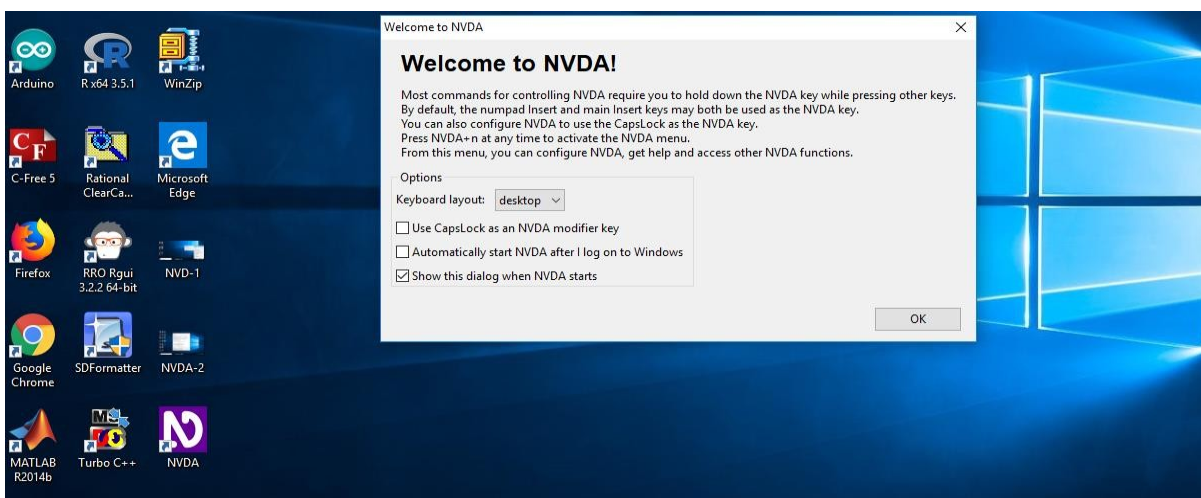 Arduino
R x64 3.5.1
WinZip
C-Free 5
Rational
ClearCa...
Microsoft
Edge
Firefox
RRO Rgui
3.2.2 64-bit
NVD-1
Google
Chrome
SDFormatter
NVDA-2
MATLAB
R2014b
Turbo C++
NVDA
Welcome to NVDA
Welcome to NVDA!
Most commands for controlling NVDA require you to hold down the NVDA key while pressing other keys.
By default, the numpad Insert and main Insert keys may both be used as the NVDA key.
You can also configure NVDA to use the CapsLock as the NVDA key.
Press NVDA+n at any time to activate the NVDA menu.
From this menu, you can configure NVDA, get help and access other NVDA functions.
Options
Keyboard layout: desktop
Use CapsLock as an NVDA modifier key
Automatically start NVDA after I log on to Windows
Show this dialog when NVDA starts
OK